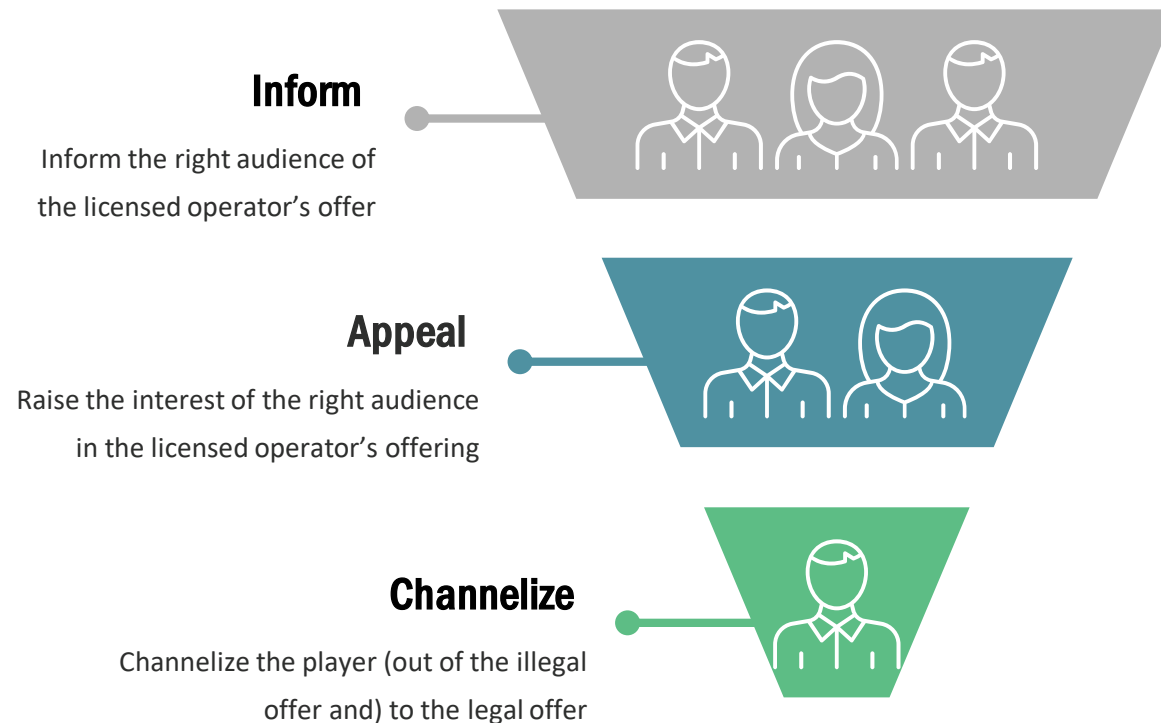 Inform
Inform the right audience of
the licensed operator’s offer
Appeal
Raise the interest of the right audience
in the licensed operator’s offering
Channelize
Channelize the player (out of the illegal
offer and) to the legal offer